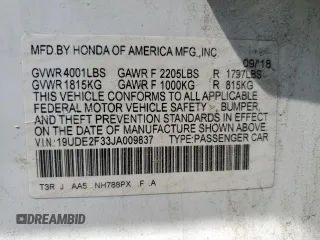 MFD.BY HONDA OF AMERICA MFG.,INC.
09/18
GVWR 4001LBS GAWR F 2205LBS R 1797LBS
GVWR 1815KG GAWR F 1000KG R 815KG
THIS VEHICLE CONFORMS TO ALL APPLICABLE
FEDERAL MOTOR VEHICLE SAFETY, BUMPER,
AND THEFT PREVENTION STANDARDS IN EFFECT
ON THE DATE OF MANUFACTURE SHOWN ABOVE.
VIN:19UDE2F33JA009837 TYPE:PASSENGER CAR
T3R J AA5 NH788PX F A
autobidcar